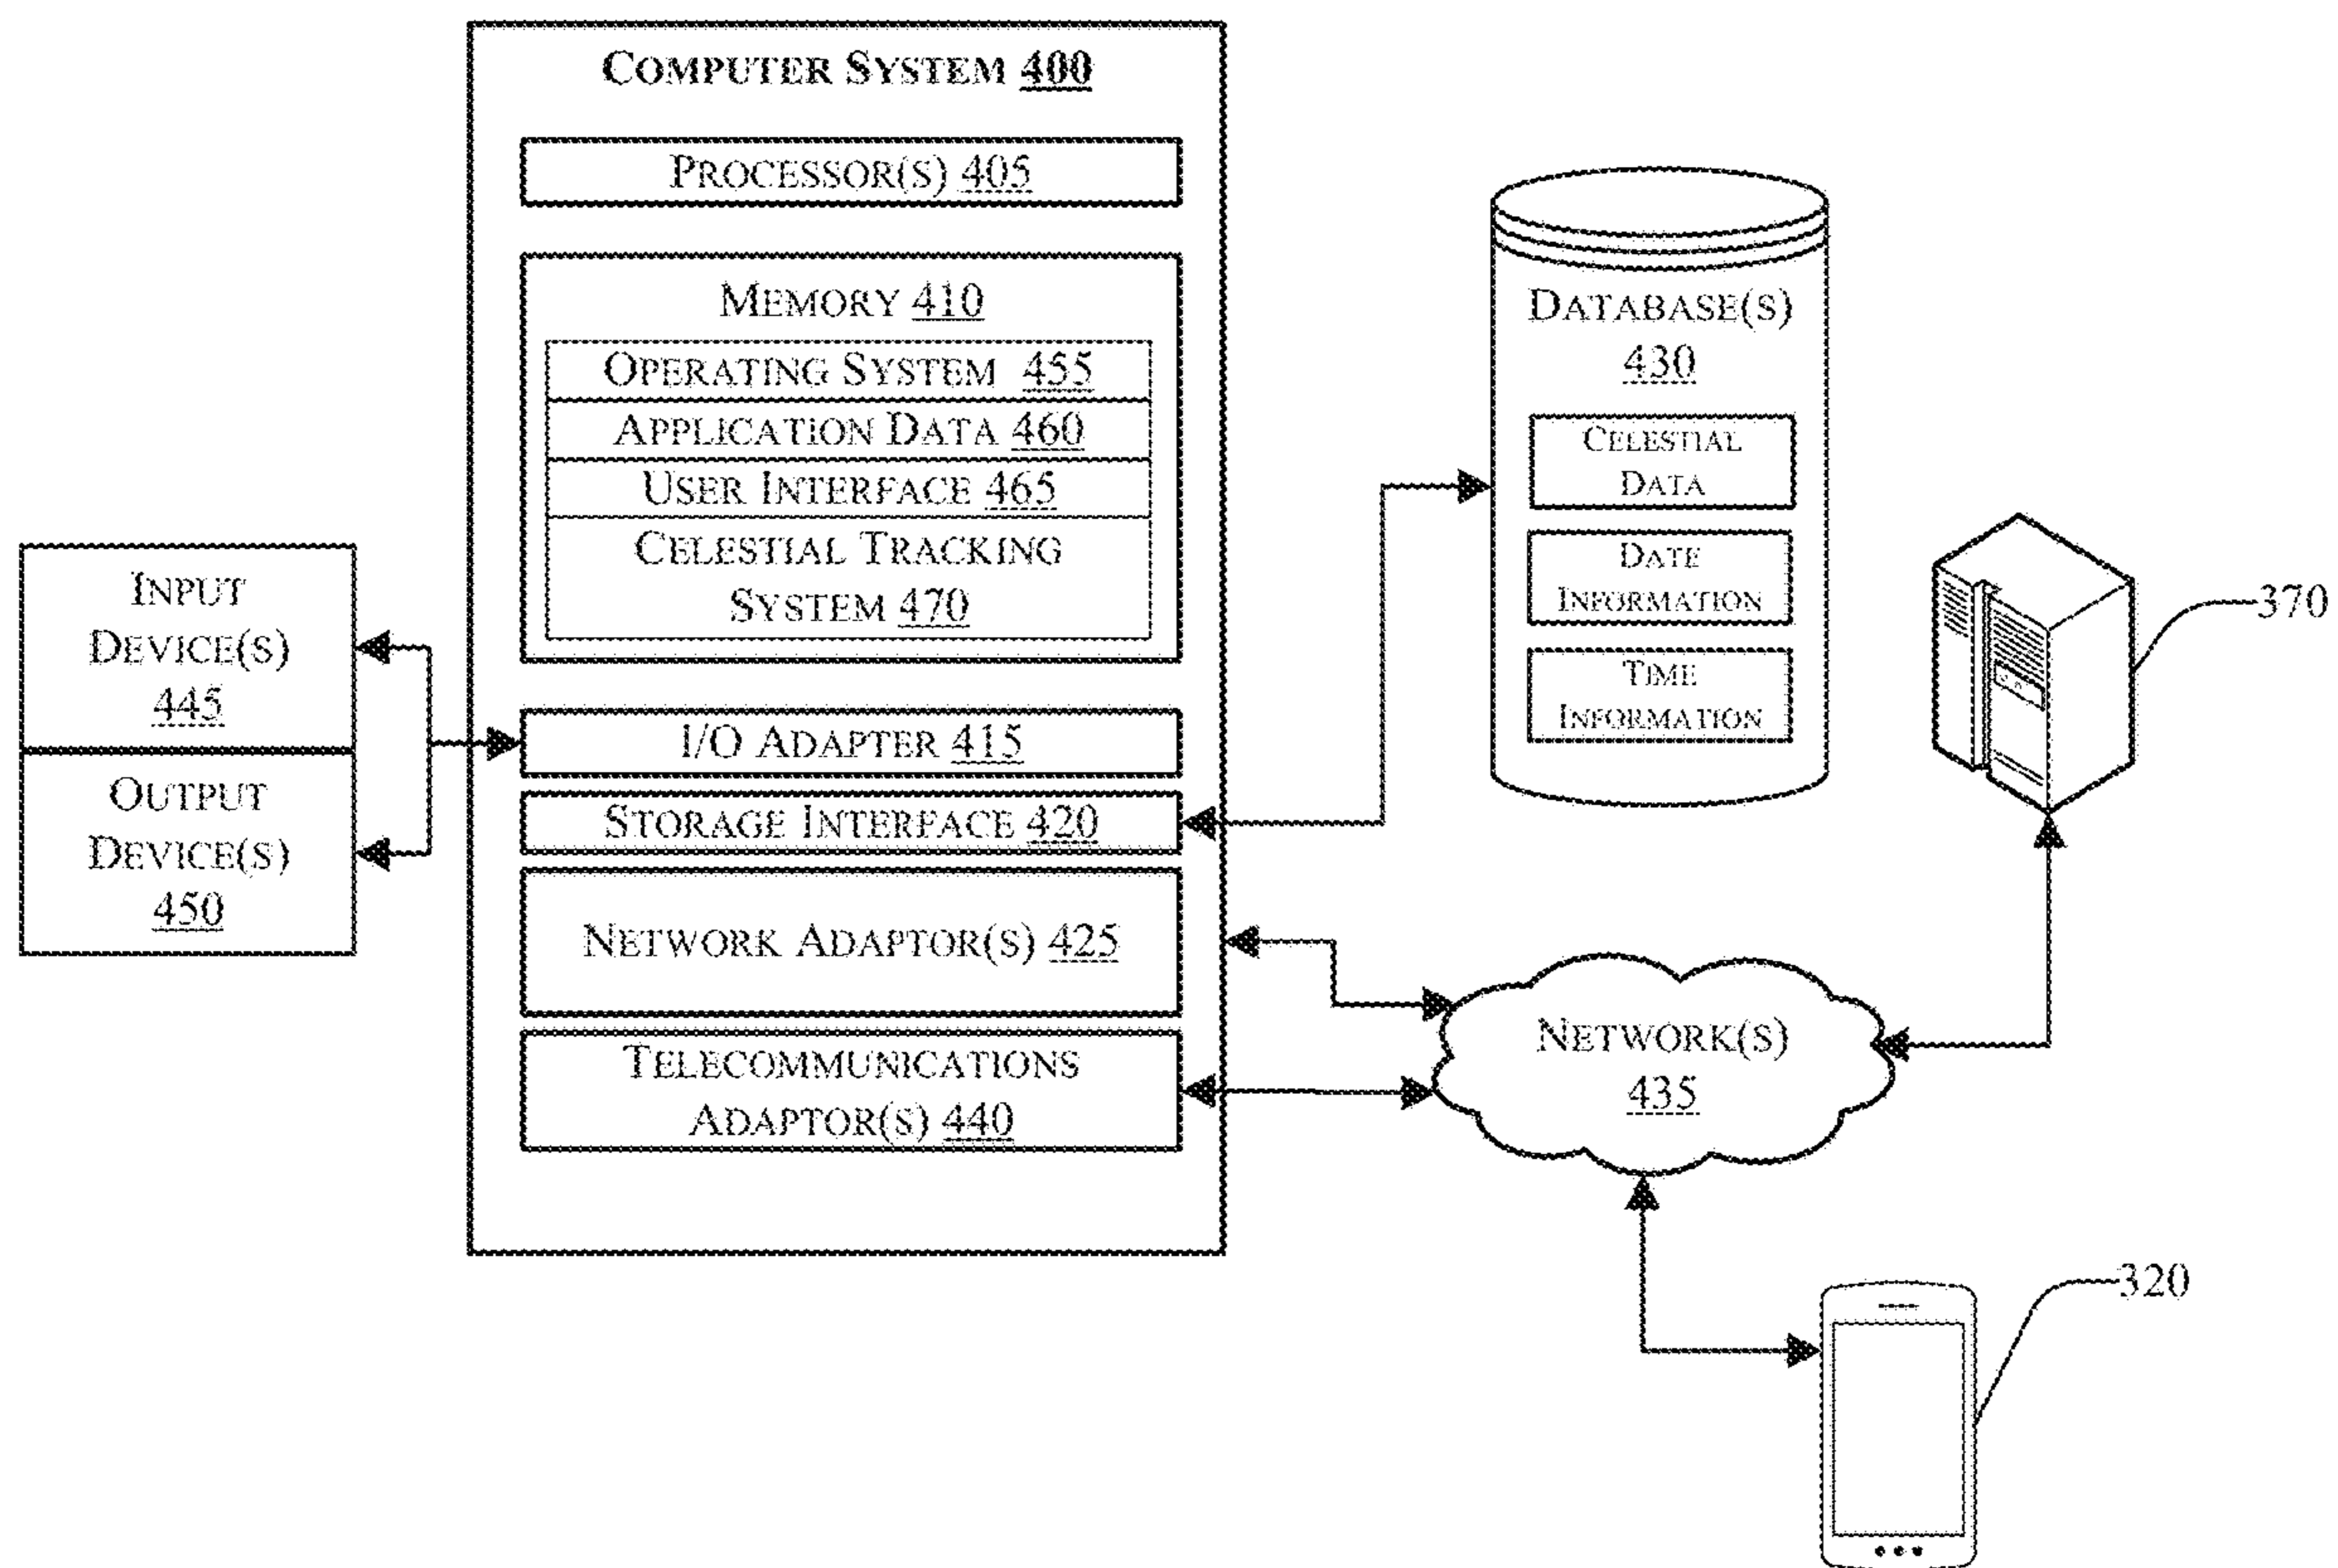 COMPUTER SYSTEM 400
PROCESSOR(S) 405
MEMORY 410
OPERATING SYSTEM 455
APPLICATION DATA 460
USER INTERFACE 465
CELESTIAL TRACKING
SYSTEM 470
I/O ADAPTER 415
STORAGE INTERFACE 420
NETWORK ADAPTOR(S) 425
TELECOMMUNICATIONS
ADAPTOR(S) 440
INPUT
DEVICE(S)
445
OUTPUT
DEVICE(S)
450
DATABASE(S)
430
CELESTIAL
DATA
DATE
INFORMATION
TIME
INFORMATION
370
NETWORK(S)
435
320